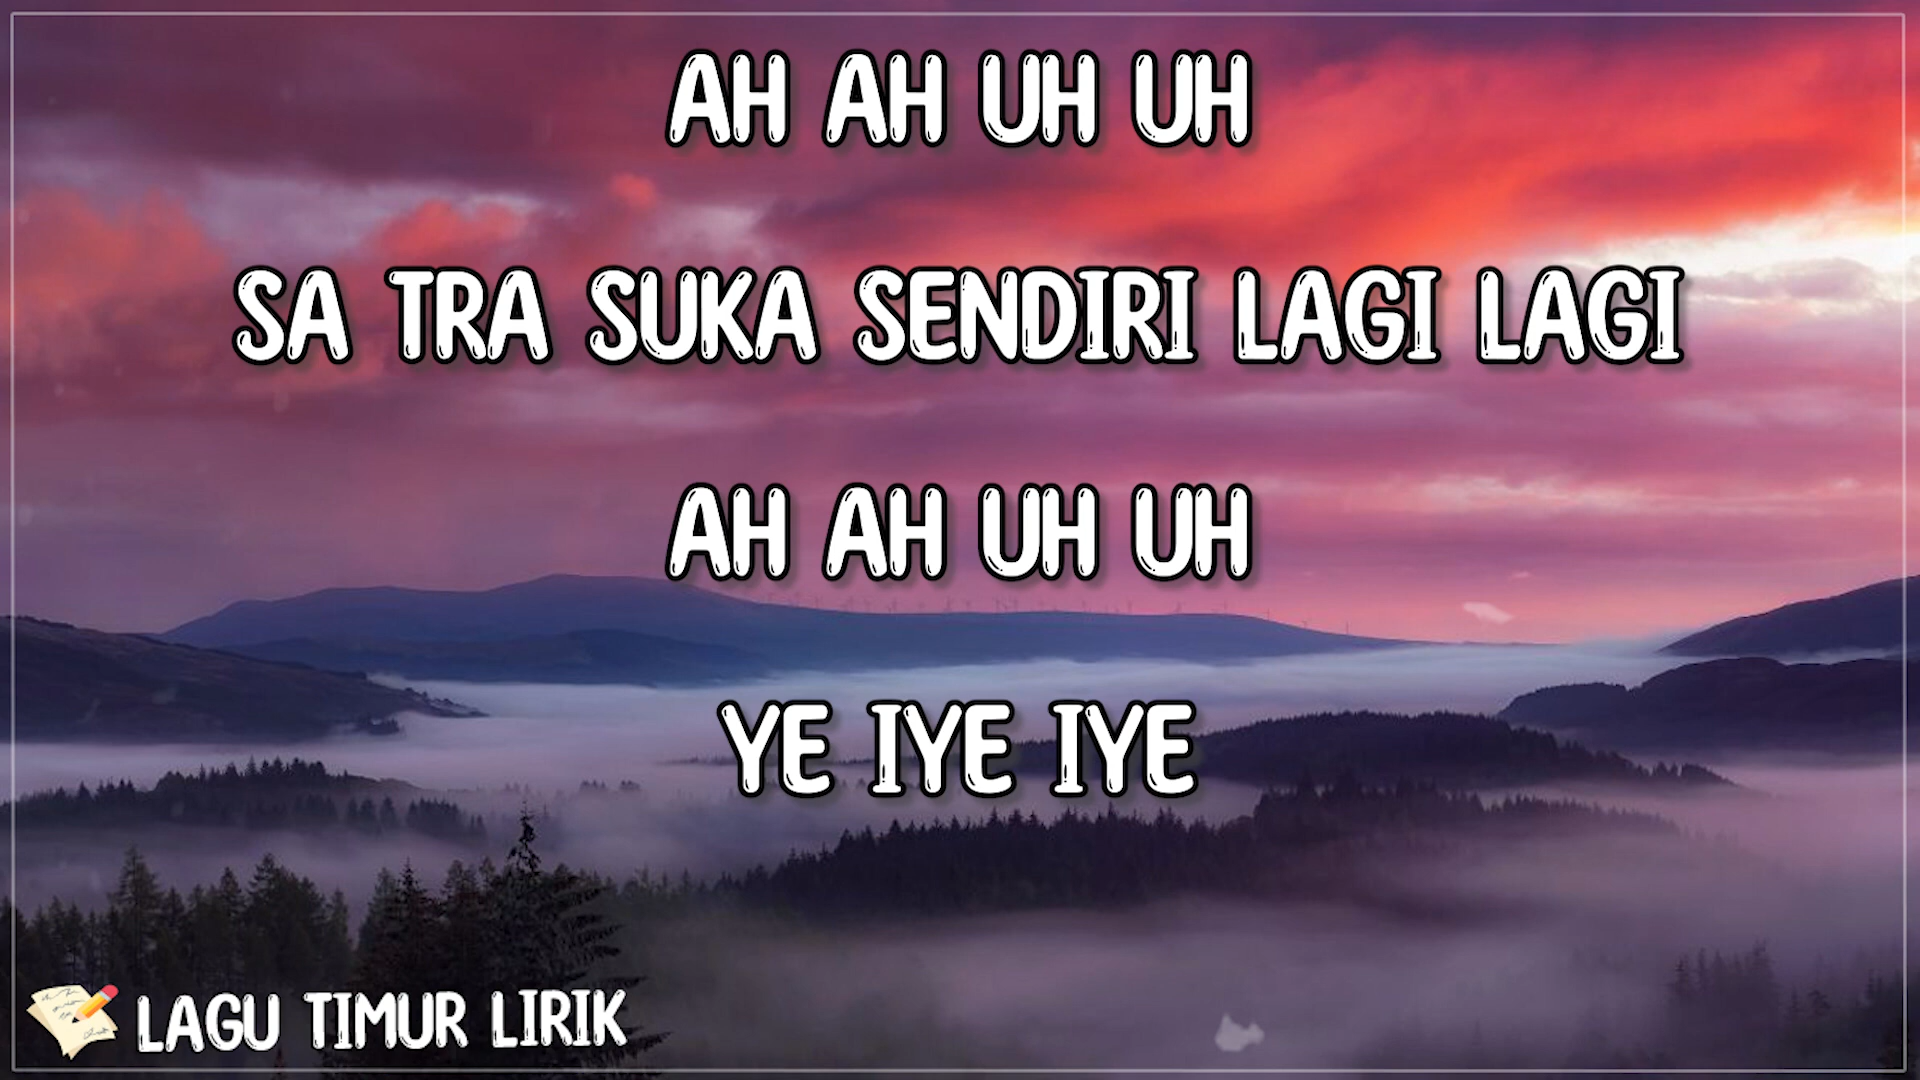 AH AH UH UH
SA TRA SUKA SENDIRI LAGI LAGI
AH AH UH UH
YE IYE IYE
LAGU TIMUR LIRIK